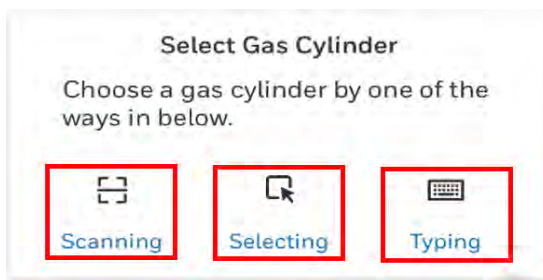 Select Gas Cylinder
Choose a gas cylinder by one of the
ways in below.
Scanning Selecting Typing